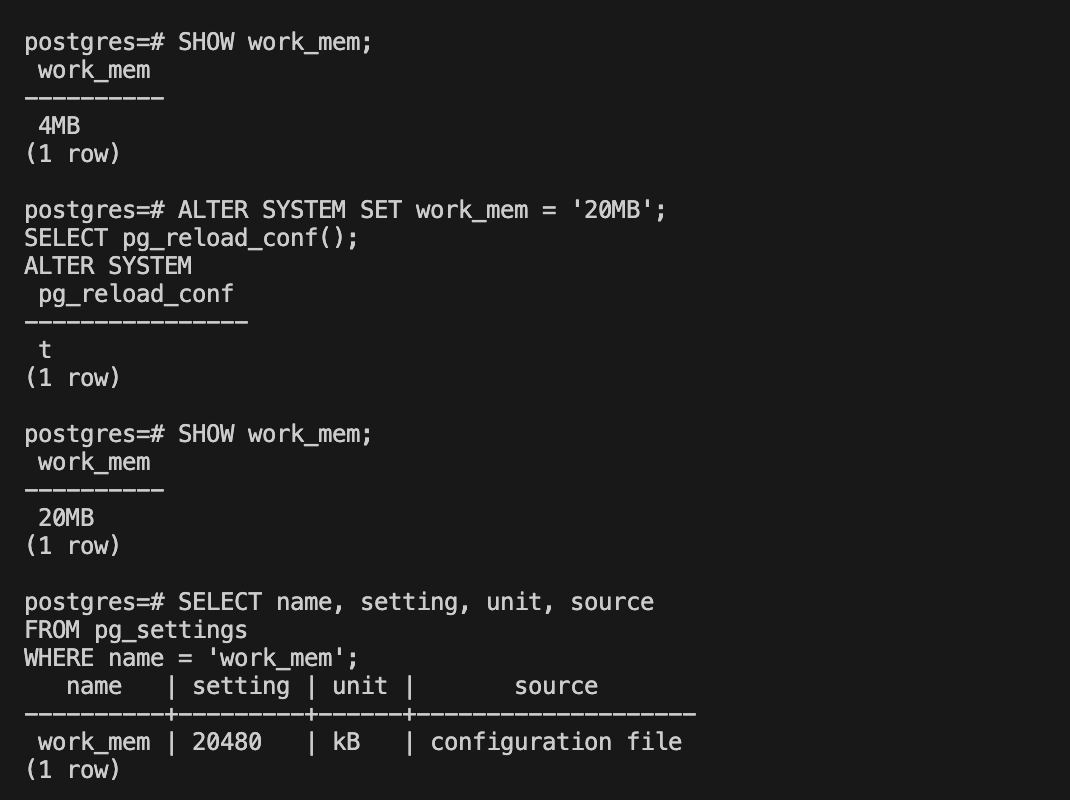 postgres=# SHOW work_mem;
 work_mem
----------
 4MB
(1 row)

postgres=# ALTER SYSTEM SET work_mem = '20MB';
SELECT pg_reload_conf();
ALTER SYSTEM
 pg_reload_conf
----------------
 t
(1 row)

postgres=# SHOW work_mem;
 work_mem
----------
 20MB
(1 row)

postgres=# SELECT name, setting, unit, source
FROM pg_settings
WHERE name = 'work_mem';
   name   | setting | unit |       source
----------+---------+------+--------------------
 work_mem | 20480   | kB   | configuration file
(1 row)